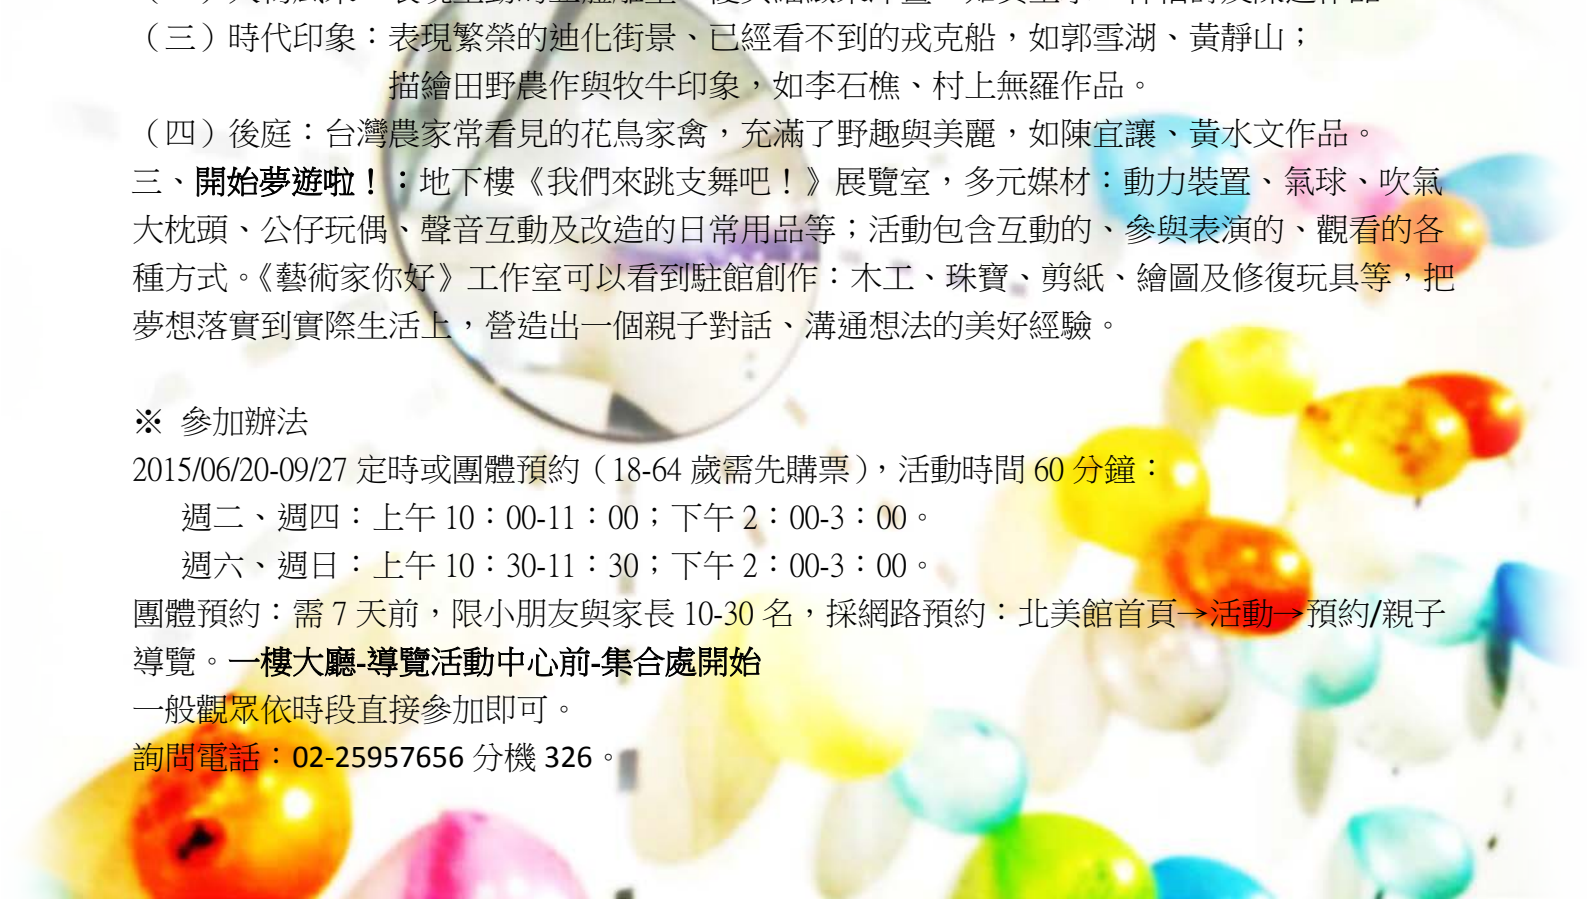 （三）時代印象：表現繁榮的迪化街景、已經看不到的戎克船，如郭雪湖、黃靜山；
描繪田野農作與牧牛印象，如李石樵、村上無羅作品。
（四）後庭：台灣農家常看見的花鳥家禽，充滿了野趣與美麗，如陳宜讓、黃水文作品。
三、開始夢遊啦！：地下樓《我們來跳支舞吧！》展覽室，多元媒材：動力裝置、氣球、吹氣
大枕頭、公仔玩偶、聲音互動及改造的日常用品等；活動包含互動的、參與表演的、觀看的各
種方式。《藝術家你好》工作室可以看到駐館創作：木工、珠寶、剪紙、繪圖及修復玩具等，把
夢想落實到實際生活上，營造出一個親子對話、溝通想法的美好經驗。
※ 參加辦法
2015/06/20-09/27 定時或團體預約（18-64 歲需先購票），活動時間 60 分鐘：
週二、週四：上午 10：00-11：00；下午 2：00-3：00。
週六、週日：上午 10：30-11：30；下午 2：00-3：00。
團體預約：需 7 天前，限小朋友與家長 10-30 名，採網路預約：北美館首頁→活動→預約/親子
導覽。一樓大廳-導覽活動中心前-集合處開始
一般觀眾依時段直接參加即可。
詢問電話：02-25957656 分機 326。